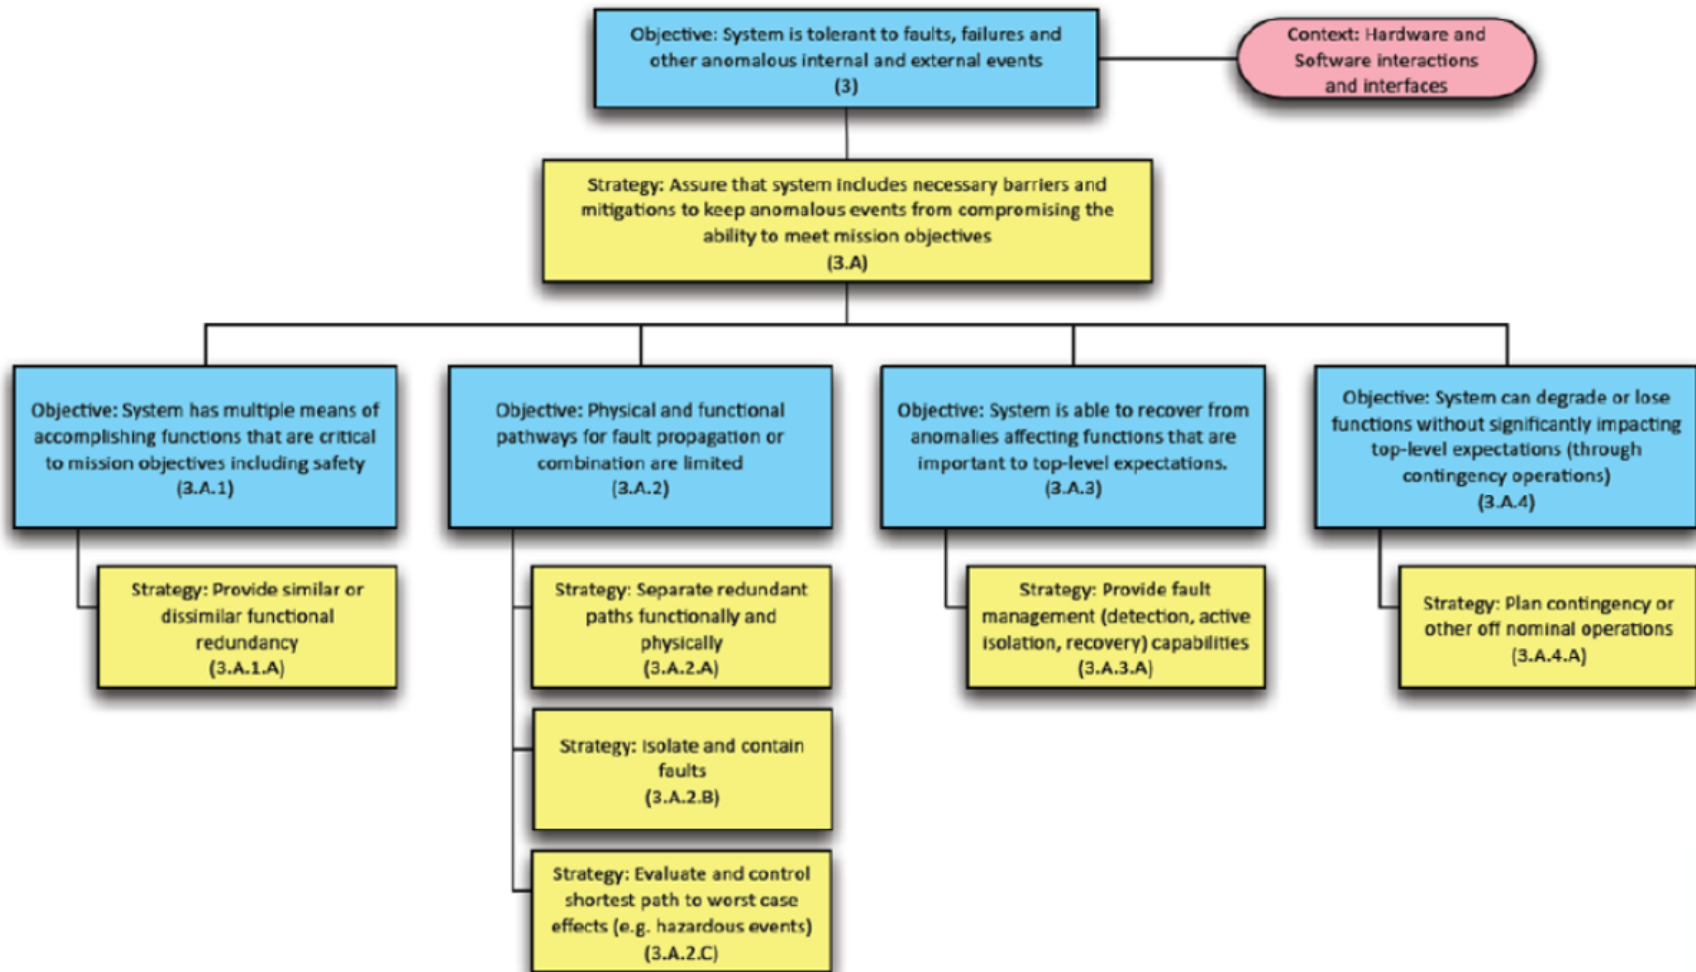 Objective: System is tolerant to faults, failures and
other anomalous internal and external events
(3)
Context: Hardware and
Software interactions
and interfaces
Strategy: Assure that system includes necessary barriers and
mitigations to keep anomalous events from compromising the
ability to meet mission objectives
(3.A)
Objective: System has multiple means of
accomplishing functions that are critical
to mission objectives including safety
(3.A.1)
Objective: Physical and functional
pathways for fault propagation or
combination are limited
(3.A.2)
Objective: System is able to recover from
anomalies affecting functions that are
important to top-level expectations.
(3.A.3)
Objective: System can degrade or lose
functions without significantly impacting
top-level expectations (through
contingency operations)
(3.A.4)
Strategy: Provide similar or
dissimilar functional
redundancy
(3.A.1.A)
Strategy: Separate redundant
paths functionally and
physically
(3.A.2.A)
Strategy: Provide fault
management (detection, active
isolation, recovery) capabilities
(3.A.3.A)
Strategy: Plan contingency or
other off nominal operations
(3.A.4.A)
Strategy: Isolate and contain
faults
(3.A.2.B)
Strategy: Evaluate and control
shortest path to worst case
effects (e.g. hazardous events)
(3.A.2.C)